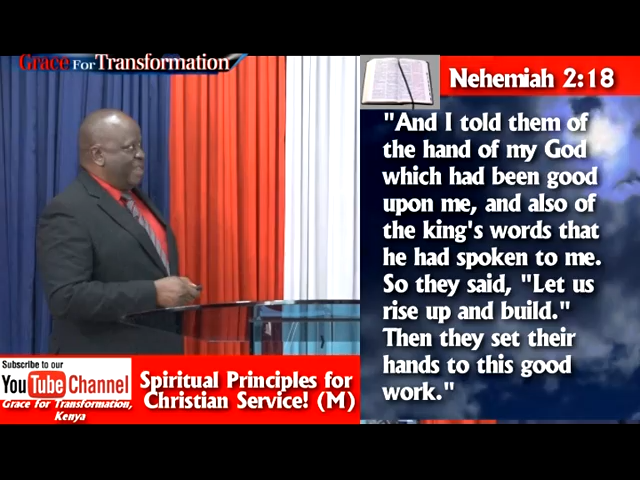 Grace For Transformation
Nehemiah 2:18
"And I told them of
the hand of my God
which had been good
upon me, and also of
the king's words that
he had spoken to me.
So they said, "Let us
rise up and build."
Then they set their
hands to this good
work."
Subscribe to our
YouTube Channel
Grace For Transformation,
Kenya
Spiritual Principles for
Christian Service! (M)